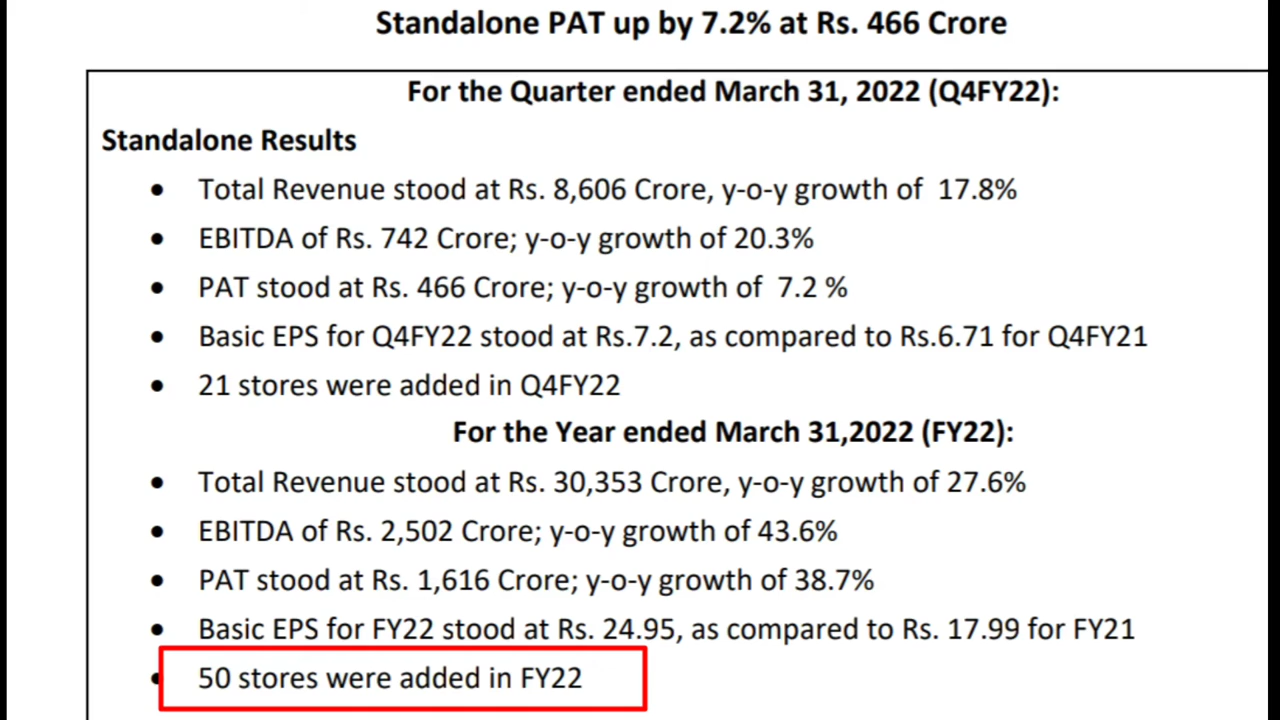 Standalone PAT up by 7.2% at Rs. 466 Crore
For the Quarter ended March 31, 2022 (Q4FY22):
Standalone Results
• Total Revenue stood at Rs. 8,606 Crore, y-o-y growth of 17.8%
• EBITDA of Rs. 742 Crore; y-o-y growth of 20.3%
• PAT stood at Rs. 466 Crore; y-o-y growth of 7.2 %
• Basic EPS for Q4FY22 stood at Rs.7.2, as compared to Rs.6.71 for Q4FY21
• 21 stores were added in Q4FY22
For the Year ended March 31,2022 (FY22):
• Total Revenue stood at Rs. 30,353 Crore, y-o-y growth of 27.6%
• EBITDA of Rs. 2,502 Crore; y-o-y growth of 43.6%
• PAT stood at Rs. 1,616 Crore; y-o-y growth of 38.7%
• Basic EPS for FY22 stood at Rs. 24.95, as compared to Rs. 17.99 for FY21
• 50 stores were added in FY22